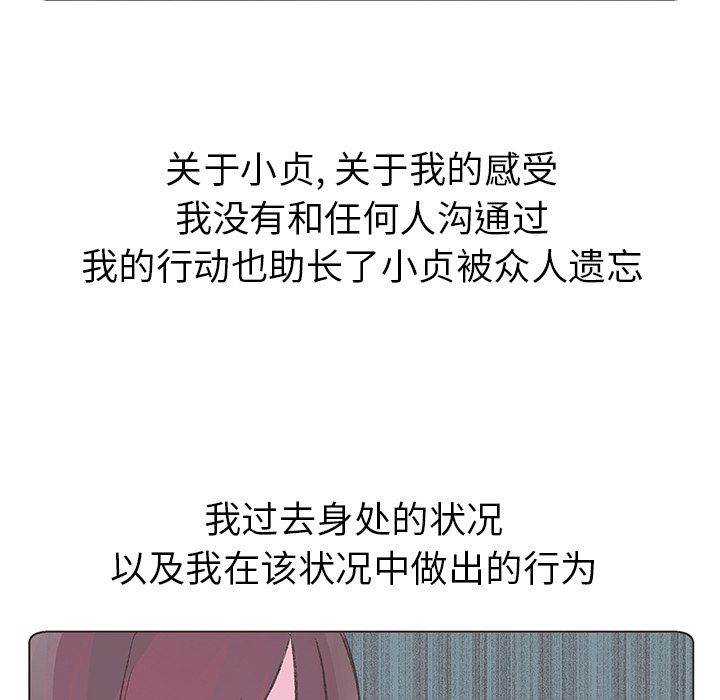 关于小贞, 关于我的感受
我没有和任何人沟通过
我的行动也助长了小贞被众人遗忘
我过去身处的状况
以及我在该状况中做出的行为